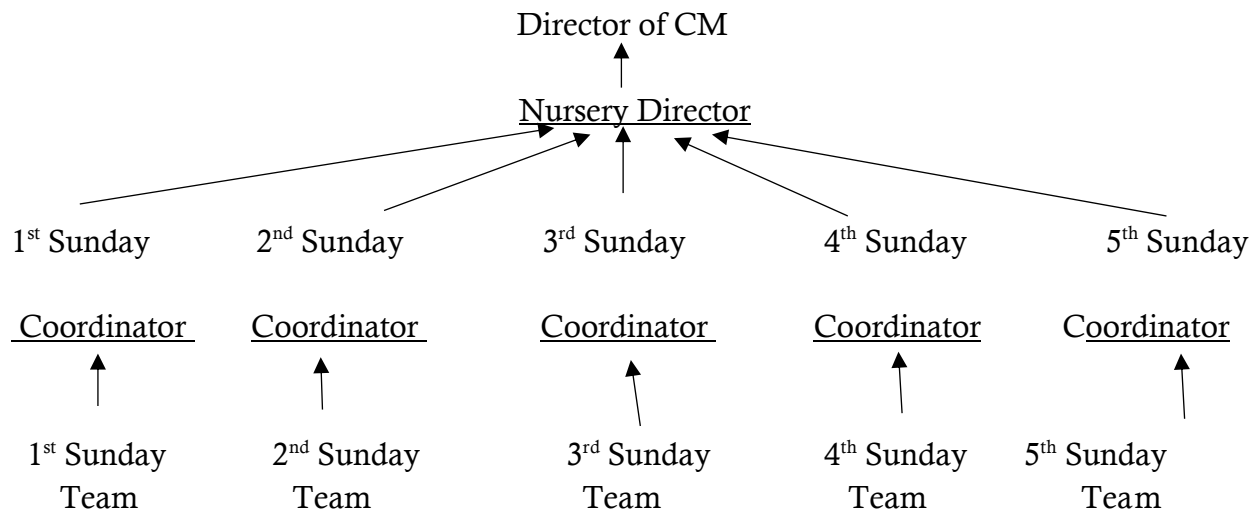 Director of CM
Nursery Director
1st Sunday 2nd Sunday 3rd Sunday 4th Sunday 5th Sunday
Coordinator Coordinator Coordinator Coordinator Coordinator
1st Sunday 2nd Sunday 3rd Sunday 4th Sunday 5th Sunday
Team Team Team Team Team